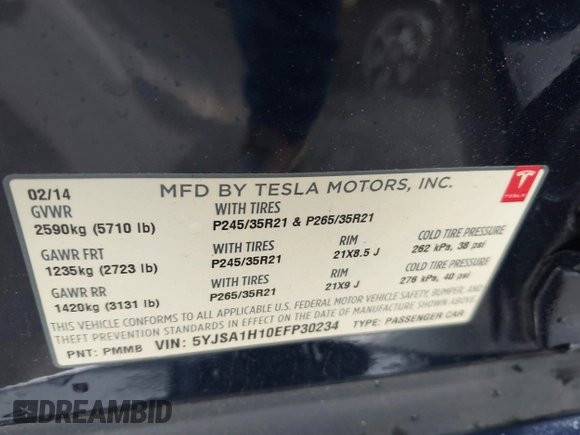 02/14 MFD BY TESLA MOTORS, INC.
GVWR WITH TIRES
2590kg (5710 lb) P245/35R21 & P265/35R21
GAWR FRT WITH TIRES RIM COLD TIRE PRESSURE
1235kg (2723 lb) P245/35R21 21X8.5 J 262 kPa, 38 psi
GAWR RR WITH TIRES RIM COLD TIRE PRESSURE
1420kg (3131 lb) P265/35R21 21X9 J 276 kPa, 40 psi
THIS VEHICLE CONFORMS TO ALL APPLICABLE U.S. FEDERAL MOTOR VEHICLE SAFETY, BUMPER, AND
THEFT PREVENTION STANDARDS IN EFFECT ON THE DATE OF MANUFACTURE SHOWN ABOVE.
PNT: PMMB VIN: 5YJSA1H10EFP30234 TYPE: PASSENGER CAR
TESLA
DREAMBID